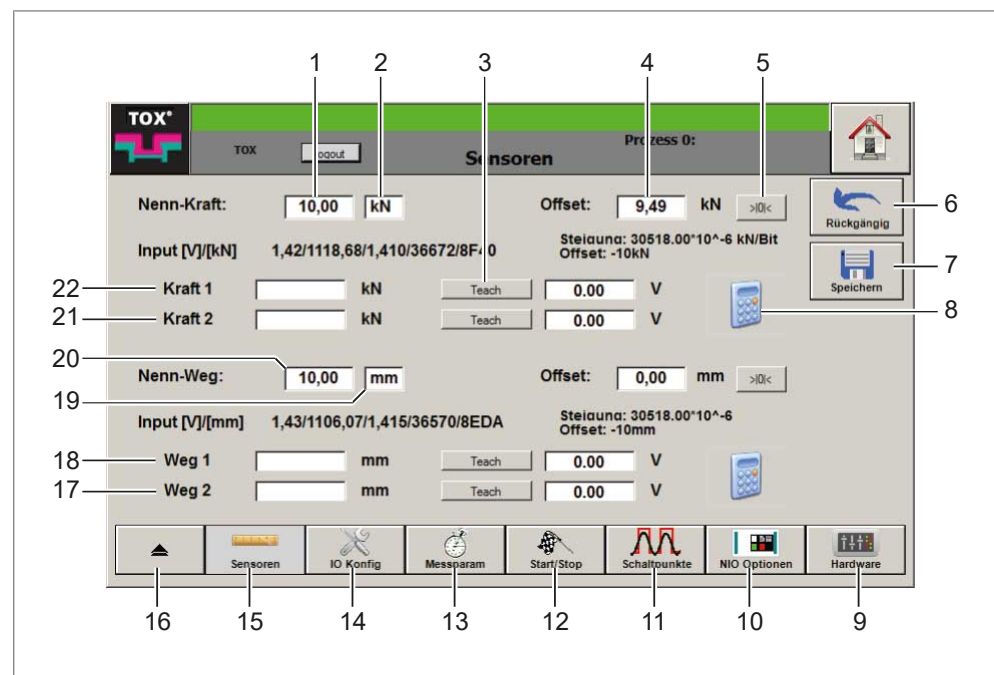 1 2 3 4 5
TOX®
TOX Logout Sensoren Prozess 0:
Nenn-Kraft: 10,00 kN Offset: 9,49 kN >|0|<
Rückgängig 6
Input [V]/[kN] 1,42/1118,68/1,410/36672/8F40 Steigung: 30518.00*10^-6 kN/Bit
Offset: -10kN
Speichern 7
22 Kraft 1 kN Teach 0.00 V
21 Kraft 2 kN Teach 0.00 V 8
20
Nenn-Weg: 10,00 mm Offset: 0,00 mm >|0|<
19
Input [V]/[mm] 1,43/1106,07/1,415/36570/8EDA Steigung: 30518.00*10^-6
Offset: -10mm
18 Weg 1 mm Teach 0.00 V
17 Weg 2 mm Teach 0.00 V
Sensoren IO Konfig Messparam Start/Stop Schaltpunkte NIO Optionen Hardware
16 15 14 13 12 11 10 9